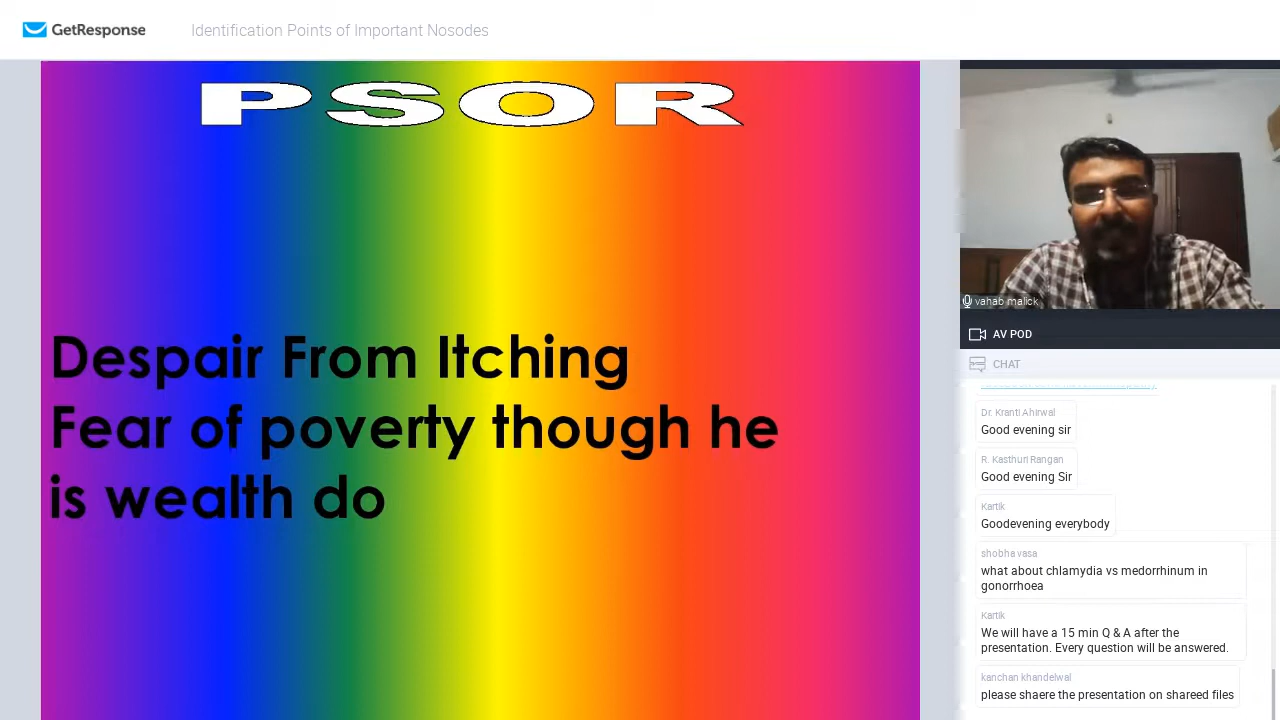 GetResponse
Identification Points of Important Nosodes
PSOR
Despair From Itching
Fear of poverty though he
is wealth do
vahab malick
AV POD
CHAT
Dr. Kranti Ahirwal
Good evening sir
R. Kasthuri Rangan
Good evening Sir
Kartik
Goodevening everybody
shobha vasa
what about chlamydia vs medorrhinum in
gonorrhoea
Kartik
We will have a 15 min Q & A after the
presentation. Every question will be answered.
kanchan khandelwal
please shaere the presentation on shareed files